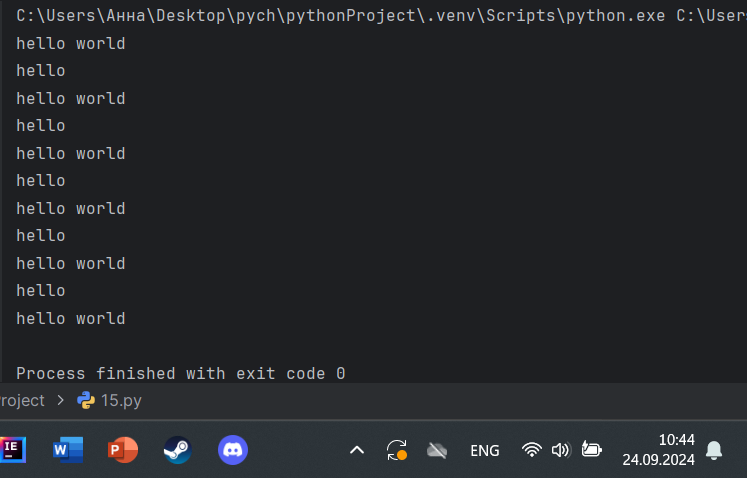 C:\Users\Анна\Desktop\pych\pythonProject\.venv\Scripts\python.exe C:\Users
hello world
hello
hello world
hello
hello world
hello
hello world
hello
hello world
hello
hello world
Process finished with exit code 0
roject > 15.py
IE W P ENG 10:44
24.09.2024